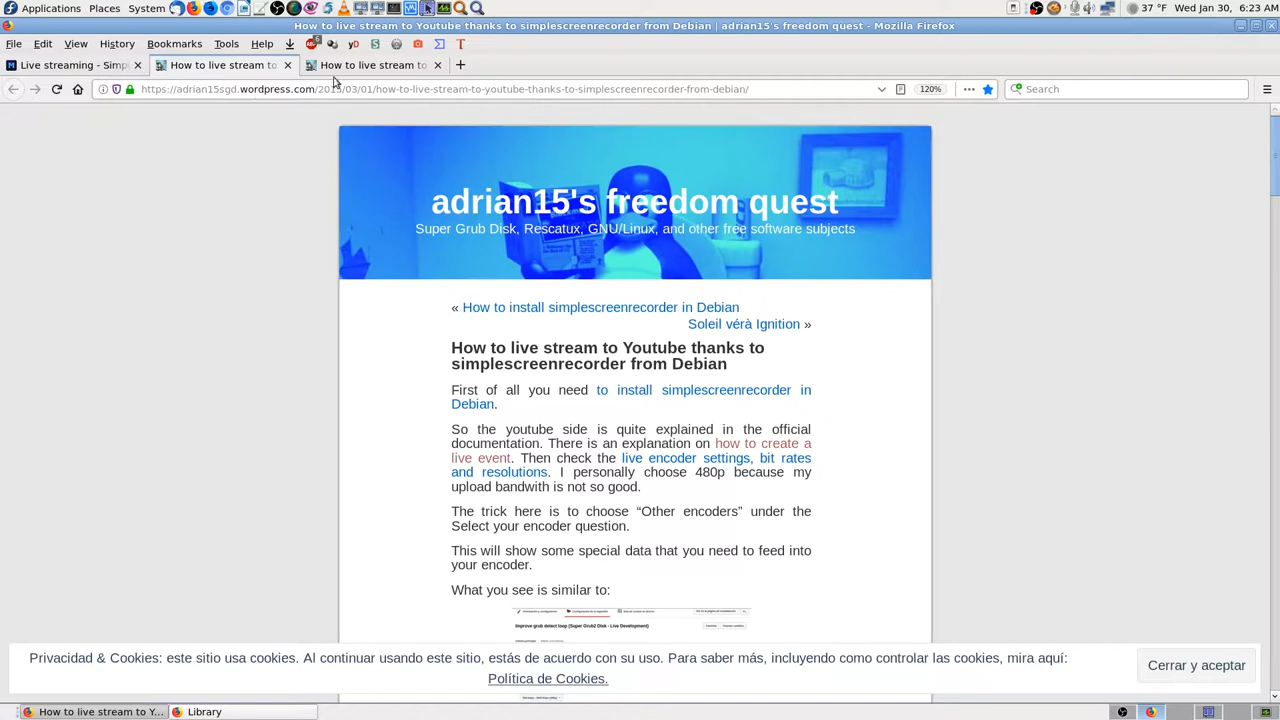 Applications Places System 37 °F Wed Jan 30, 6:23 AM
How to live stream to Youtube thanks to simplescreenrecorder from Debian | adrian15's freedom quest - Mozilla Firefox
File Edit View History Bookmarks Tools Help
Live streaming - Simpl How to live stream to How to live stream to
https://adrian15sgd.wordpress.com/2015/03/01/how-to-live-stream-to-youtube-thanks-to-simplescreenrecorder-from-debian/ 120% Search
adrian15's freedom quest
Super Grub Disk, Rescatux, GNU/Linux, and other free software subjects
« How to install simplescreenrecorder in Debian
Soleil vérà Ignition »
How to live stream to Youtube thanks to
simplescreenrecorder from Debian
First of all you need to install simplescreenrecorder in
Debian.
So the youtube side is quite explained in the official
documentation. There is an explanation on how to create a
live event. Then check the live encoder settings, bit rates
and resolutions. I personally choose 480p because my
upload bandwith is not so good.
The trick here is to choose “Other encoders” under the
Select your encoder question.
This will show some special data that you need to feed into
your encoder.
What you see is similar to:
Improve grub detect loop (Super Grub2 Disk - Live Development)
Privacidad & Cookies: este sitio usa cookies. Al continuar usando este sitio, estás de acuerdo con su uso. Para saber más, incluyendo como controlar las cookies, mira aquí:
Política de Cookies.
Cerrar y aceptar
How to live stream to Y... Library